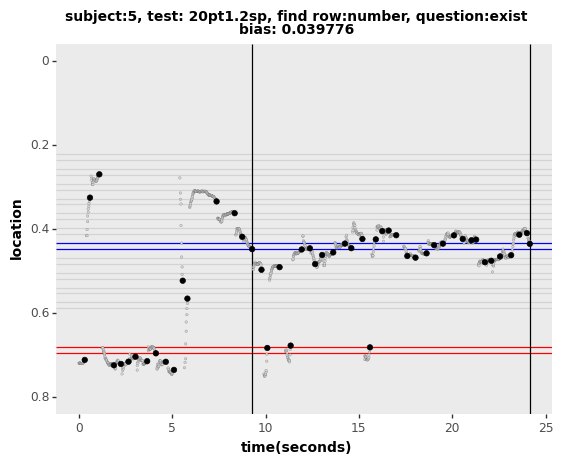 subject:5, test: 20pt1.2sp, find row:number, question:exist
bias: 0.039776
0
0.2
0.4
0.6
0.8
location
0 5 10 15 20 25
time(seconds)